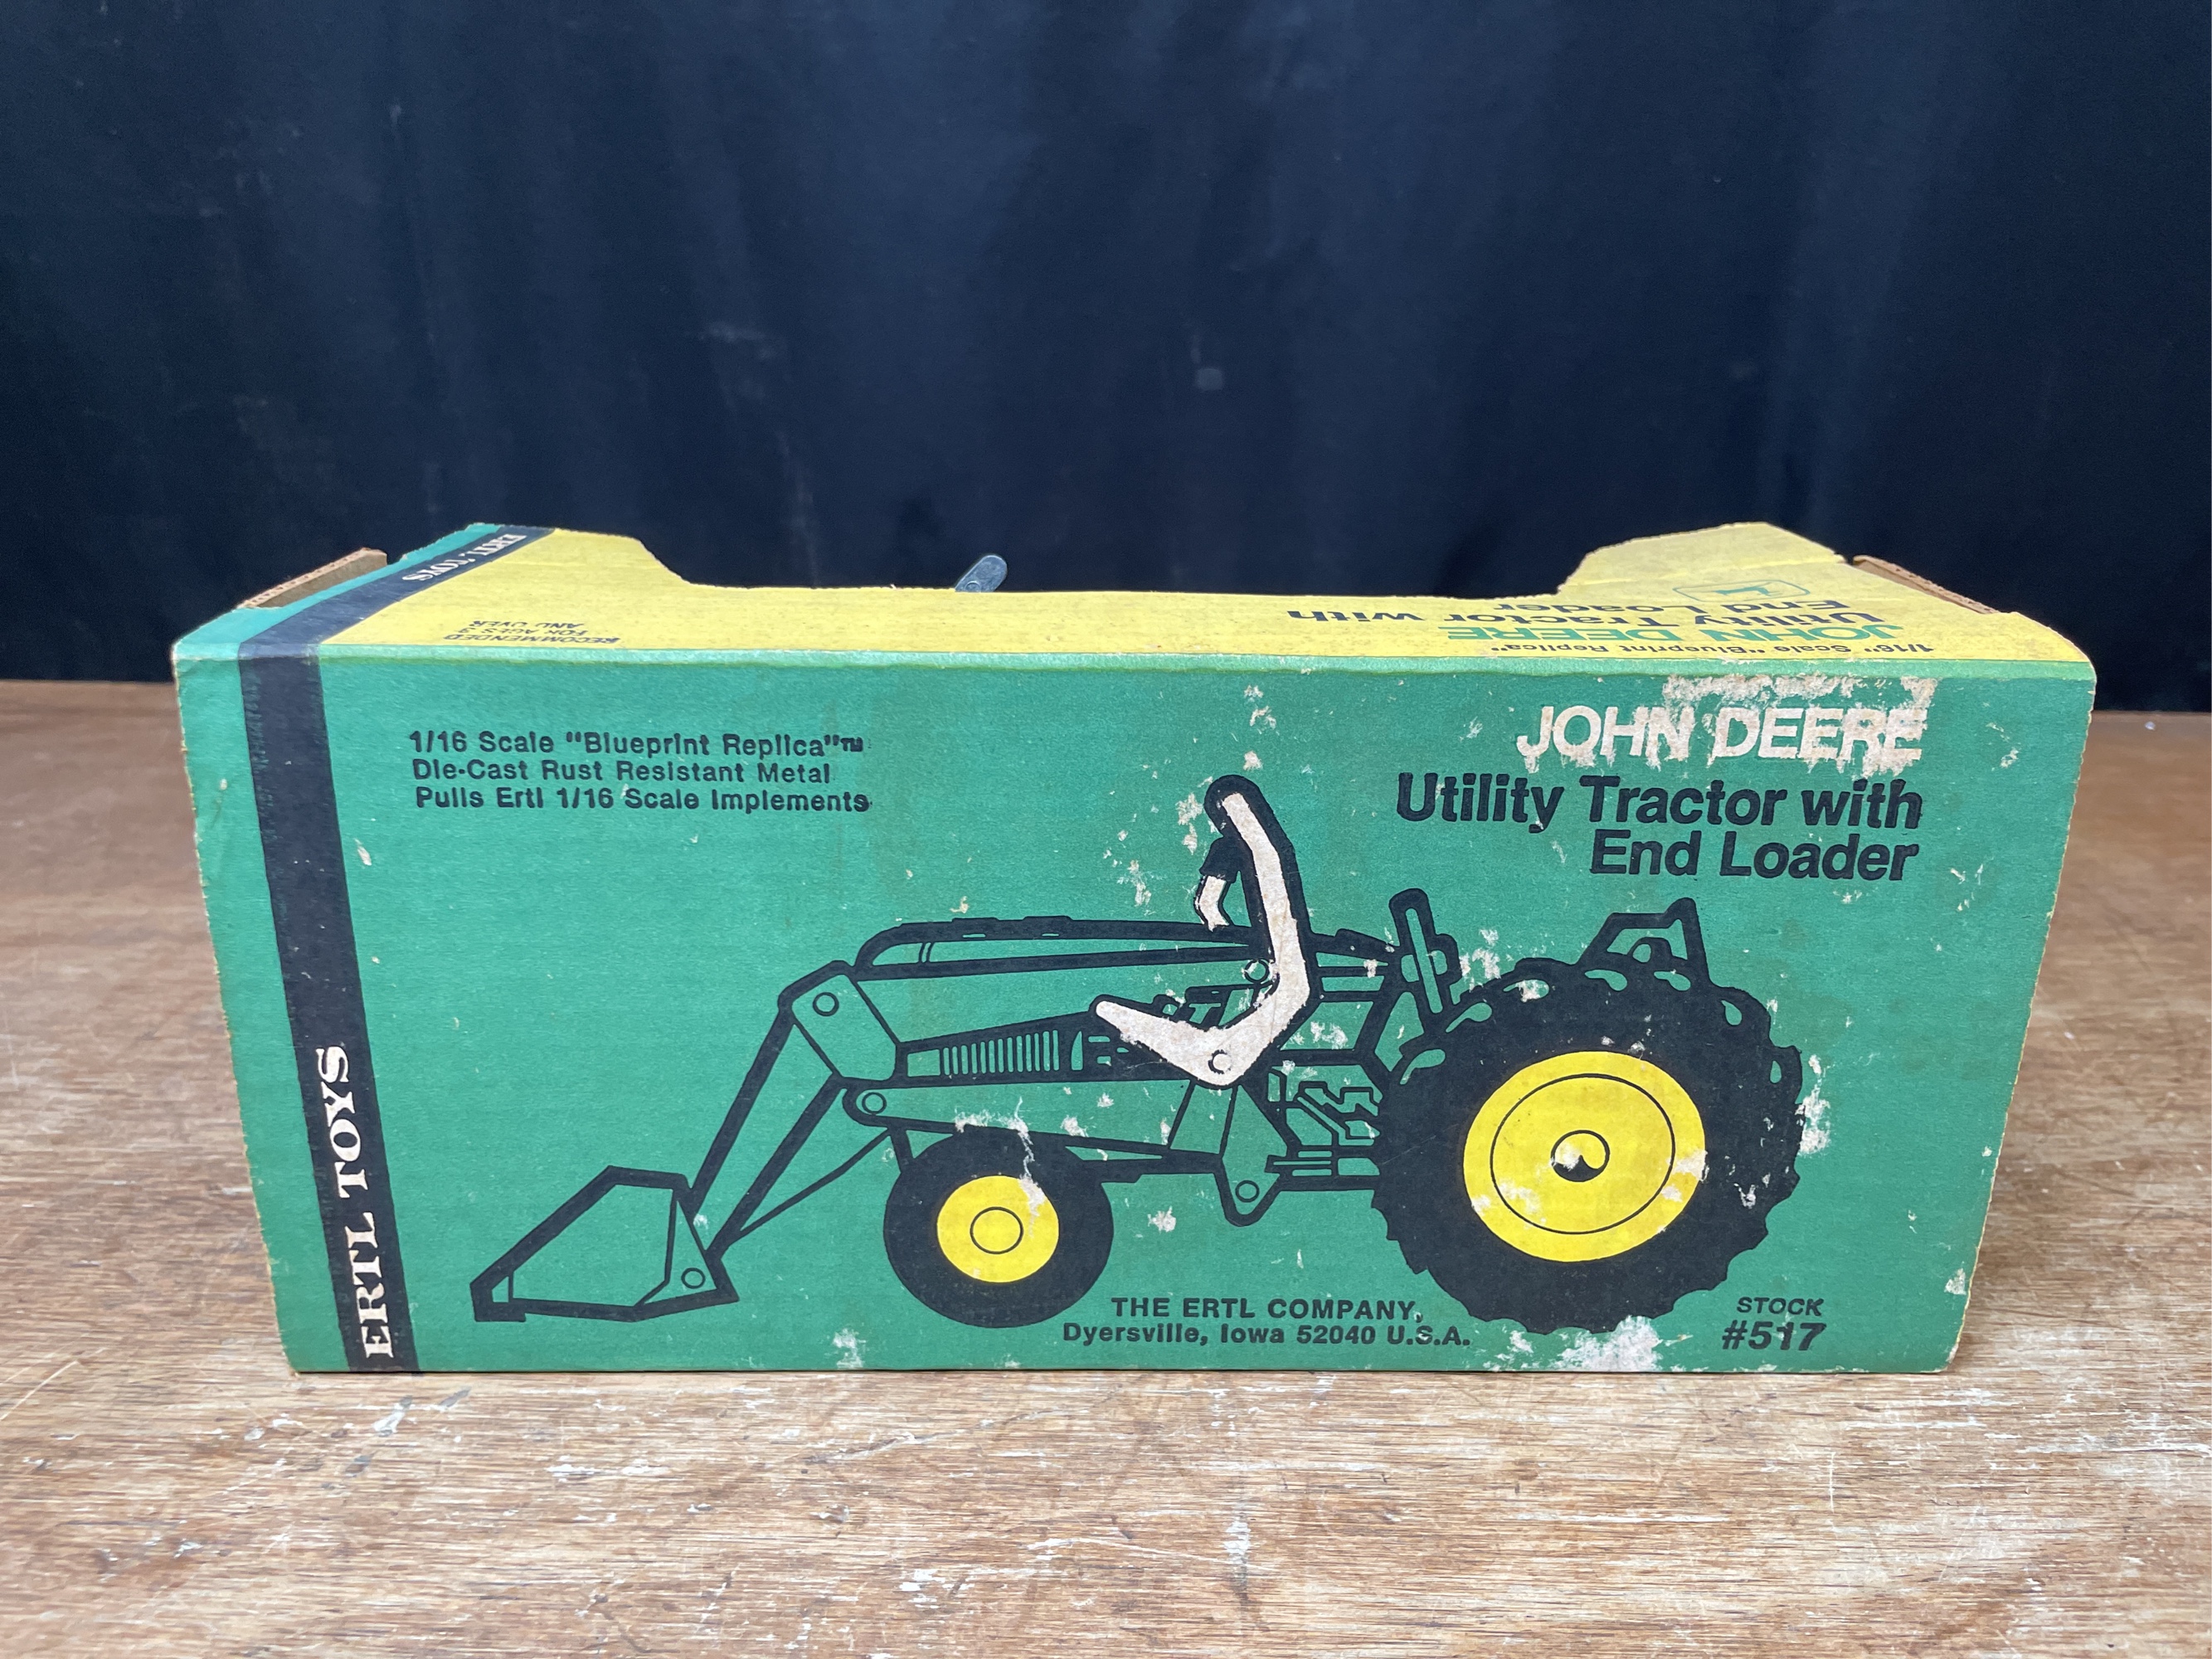 ERTL TOYS
RECOMMENDED
FOR AGES 3
AND OVER
1/16" Scale "Blueprint Replica"
JOHN DEERE
Utility Tractor with
End Loader
1/16 Scale "Blueprint Replica"™
Die-Cast Rust Resistant Metal
Pulls Ertl 1/16 Scale Implements
JOHN DEERE
Utility Tractor with
End Loader
ERTL TOYS
THE ERTL COMPANY,
Dyersville, Iowa 52040 U.S.A.
STOCK
#517